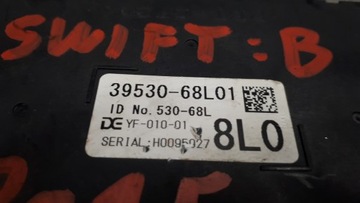 SWIFT:B
39530-68L01
ID No.530-68L
DE YF-010-01
8L0
SERIAL:H0095027